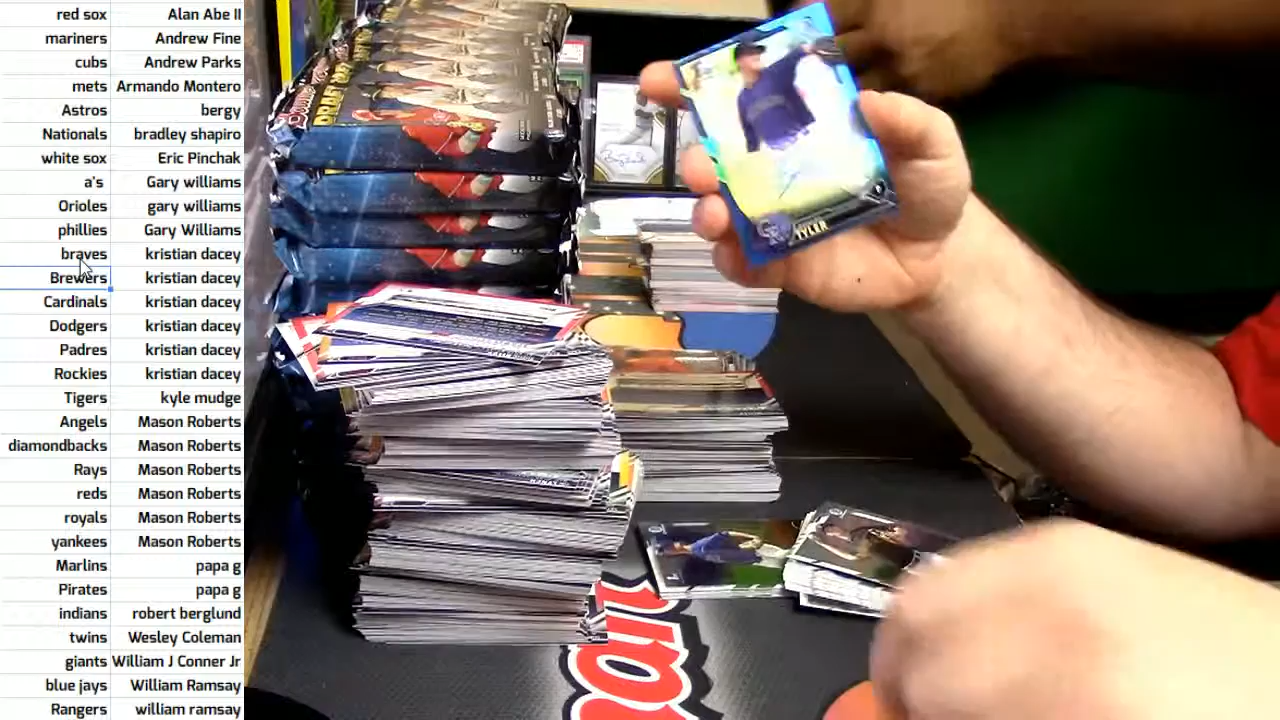 red sox Alan Abe II
mariners Andrew Fine
cubs Andrew Parks
mets Armando Montero
Astros bergy
Nationals bradley shapiro
white sox Eric Pinchak
a's Gary williams
Orioles gary williams
phillies Gary Williams
braves kristian dacey
Brewers kristian dacey
Cardinals kristian dacey
Dodgers kristian dacey
Padres kristian dacey
Rockies kristian dacey
Tigers kyle mudge
Angels Mason Roberts
diamondbacks Mason Roberts
Rays Mason Roberts
reds Mason Roberts
royals Mason Roberts
yankees Mason Roberts
Marlins papa g
Pirates papa g
indians robert berglund
twins Wesley Coleman
giants William J Conner Jr
blue jays William Ramsay
Rangers william ramsay
DRAFT
TYLER